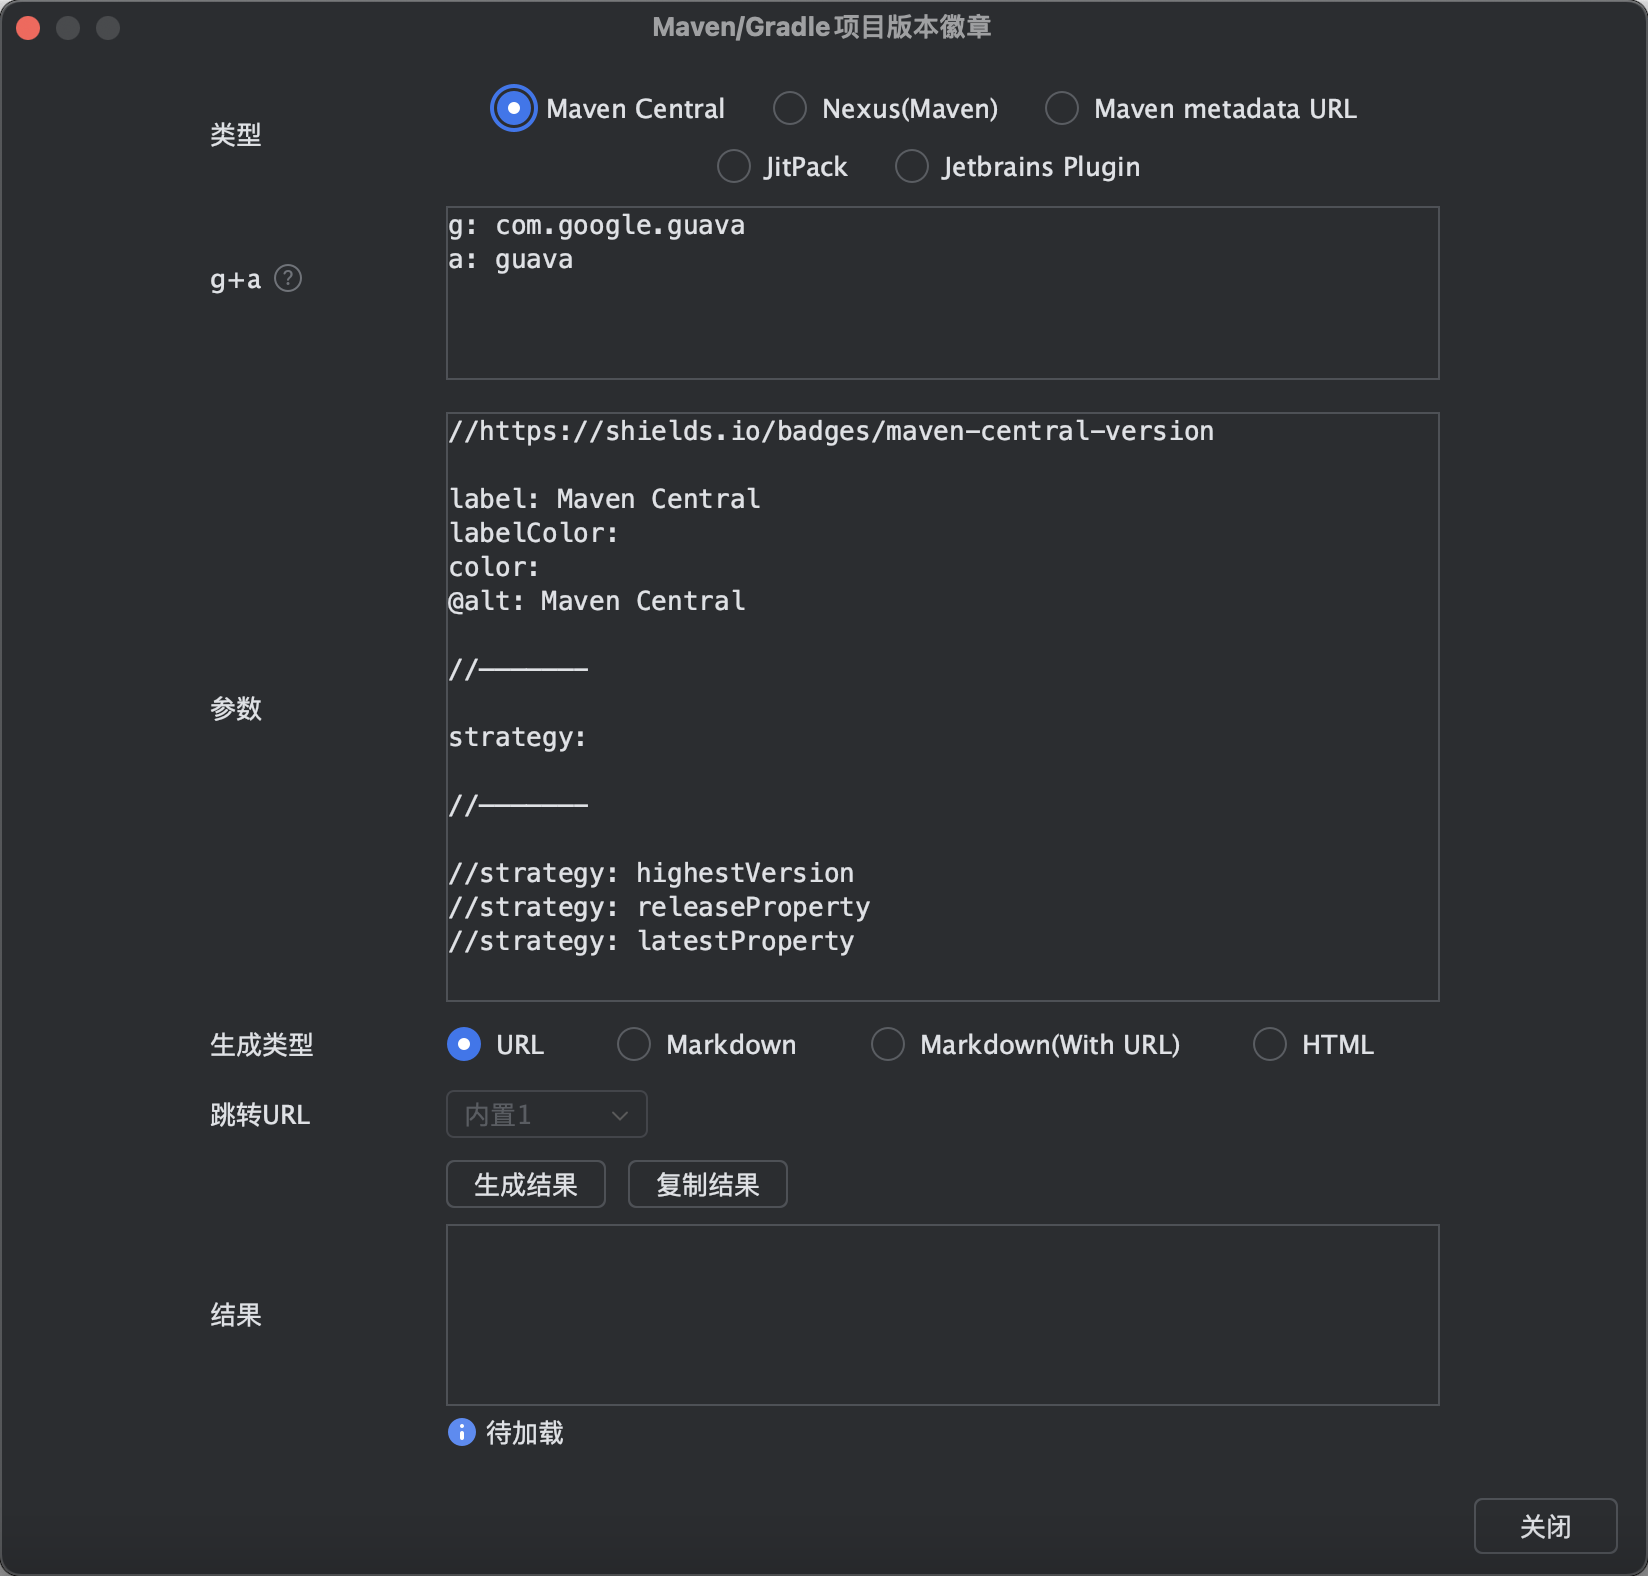 Maven/Gradle项目版本徽章
类型
Maven Central
Nexus(Maven)
Maven metadata URL
JitPack
Jetbrains Plugin
g+a ?
g: com.google.guava
a: guava
参数
//https://shields.io/badges/maven-central-version
label: Maven Central
labelColor:
color:
@alt: Maven Central
//———————
strategy:
//———————
//strategy: highestVersion
//strategy: releaseProperty
//strategy: latestProperty
生成类型
URL
Markdown
Markdown(With URL)
HTML
跳转URL
内置1
生成结果
复制结果
结果
待加载
关闭